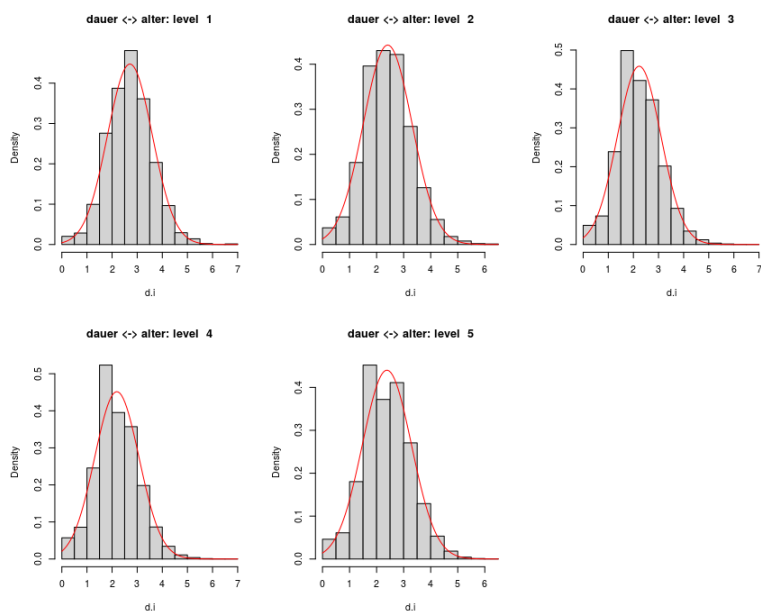 dauer <-> alter: level 1
Density
0.0 0.1 0.2 0.3 0.4
0 1 2 3 4 5 6 7
d.i
dauer <-> alter: level 2
Density
0.0 0.1 0.2 0.3 0.4
0 1 2 3 4 5 6
d.i
dauer <-> alter: level 3
Density
0.0 0.1 0.2 0.3 0.4 0.5
0 1 2 3 4 5 6 7
d.i
dauer <-> alter: level 4
Density
0.0 0.1 0.2 0.3 0.4 0.5
0 1 2 3 4 5 6 7
d.i
dauer <-> alter: level 5
Density
0.0 0.1 0.2 0.3 0.4
0 1 2 3 4 5 6
d.i